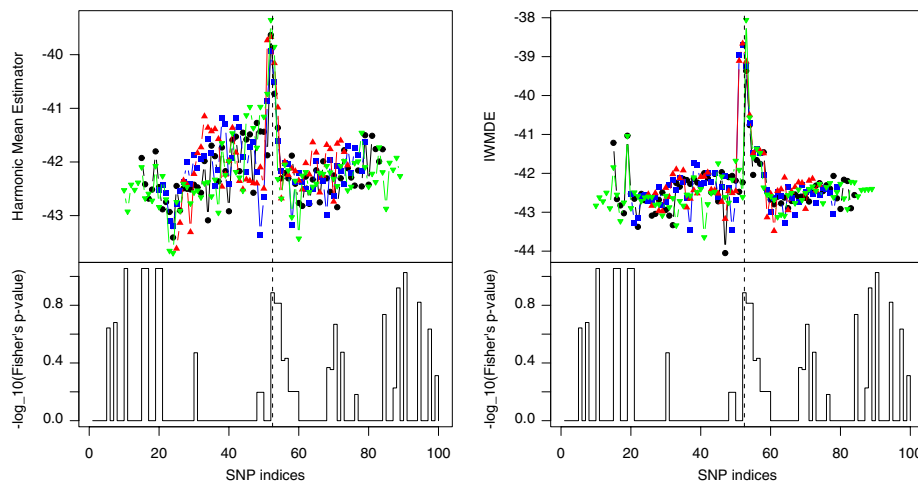 Harmonic Mean Estimator
-40
-41
-42
-43
-log_10(Fisher's p-value)
0.8
0.4
0.0
0 20 40 60 80 100
SNP indices
IWMDE
-38
-39
-40
-41
-42
-43
-44
-log_10(Fisher's p-value)
0.8
0.4
0.0
0 20 40 60 80 100
SNP indices